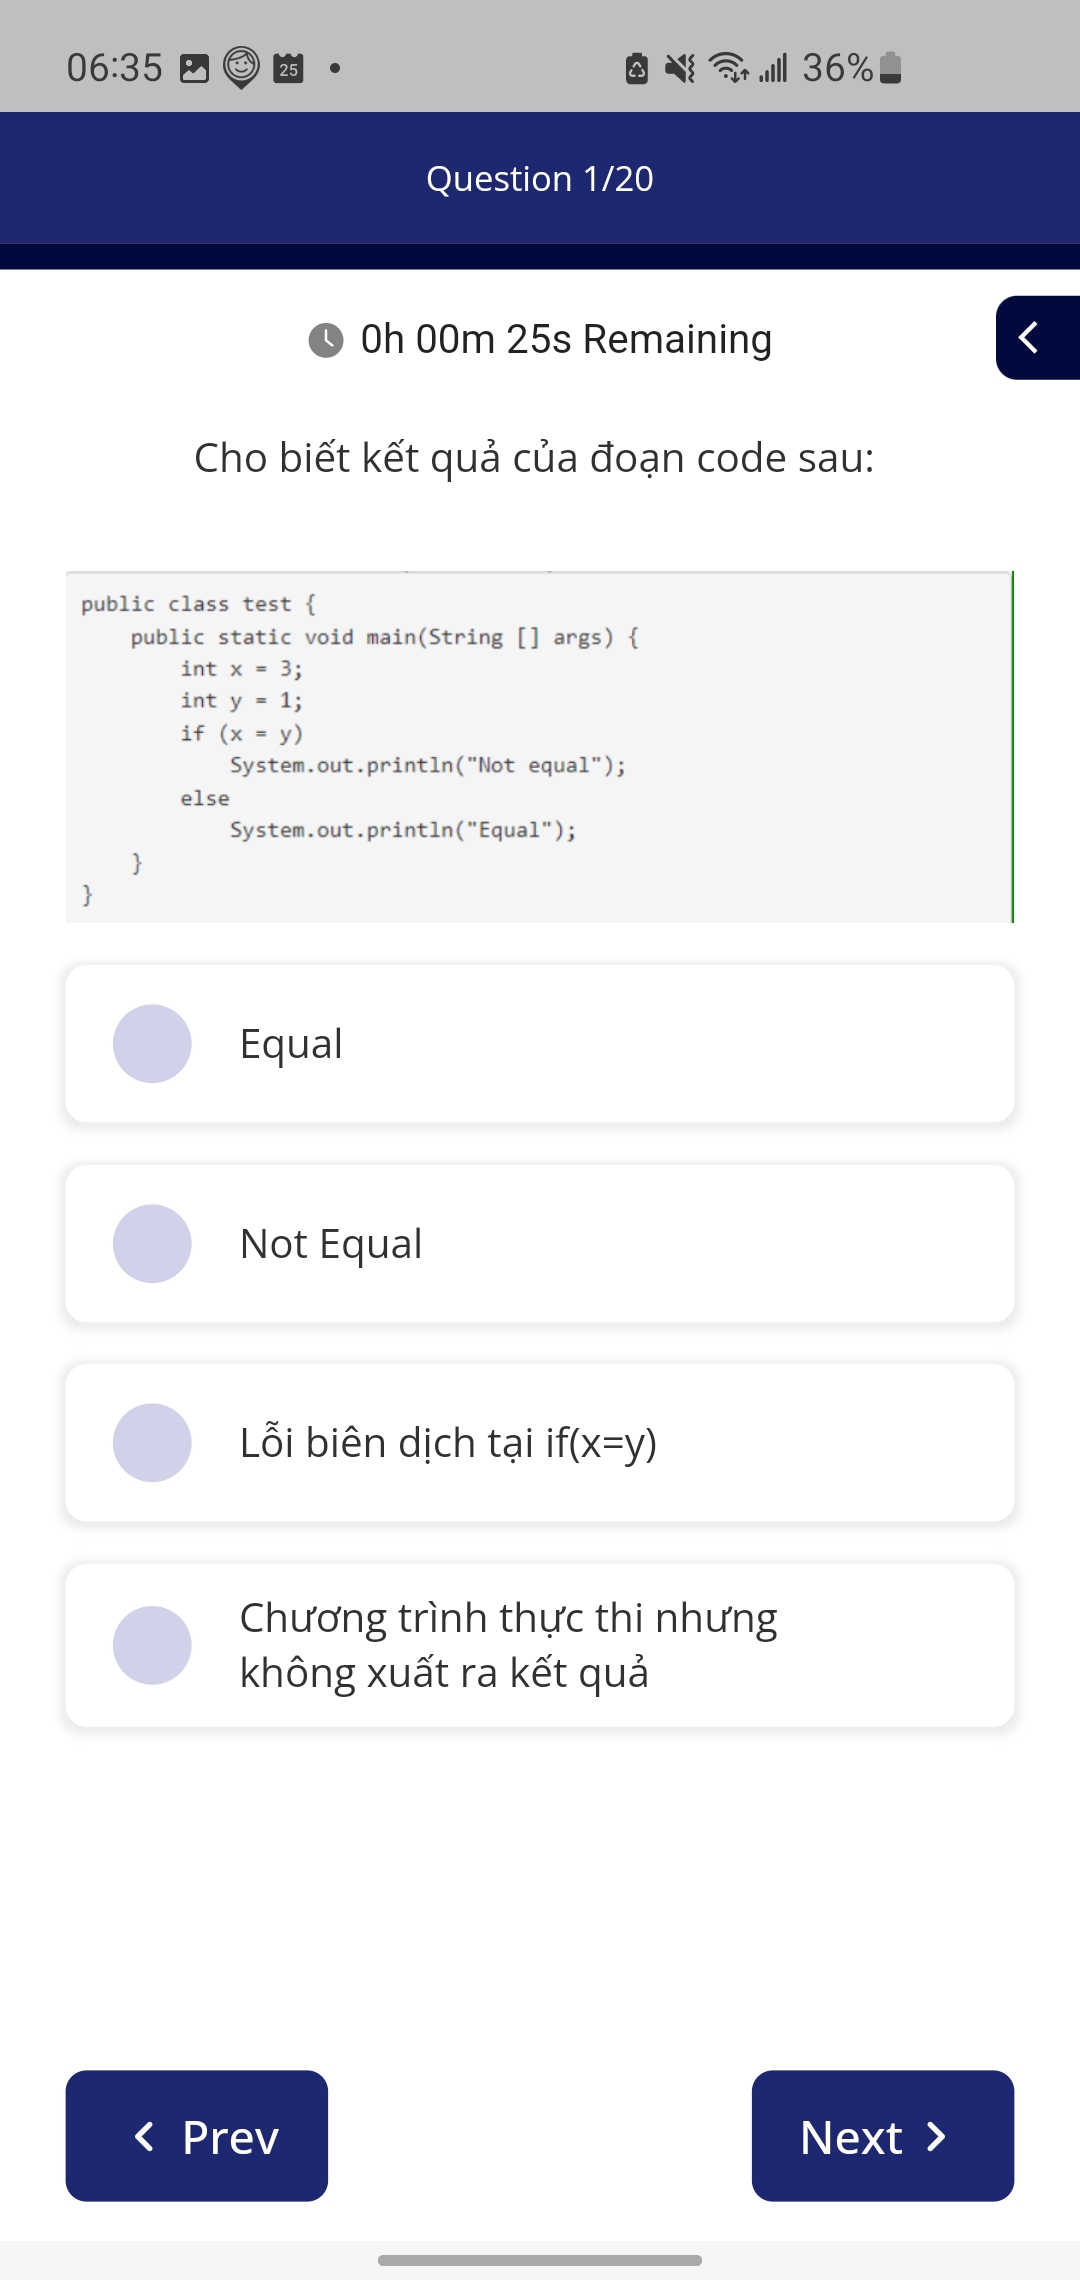 06:35 25
36%
Question 1/20
0h 00m 25s Remaining
Cho biết kết quả của đoạn code sau:
public class test {
    public static void main(String [] args) {
        int x = 3;
        int y = 1;
        if (x = y)
            System.out.println("Not equal");
        else
            System.out.println("Equal");
    }
}
Equal
Not Equal
Lỗi biên dịch tại if(x=y)
Chương trình thực thi nhưng
không xuất ra kết quả
Prev
Next